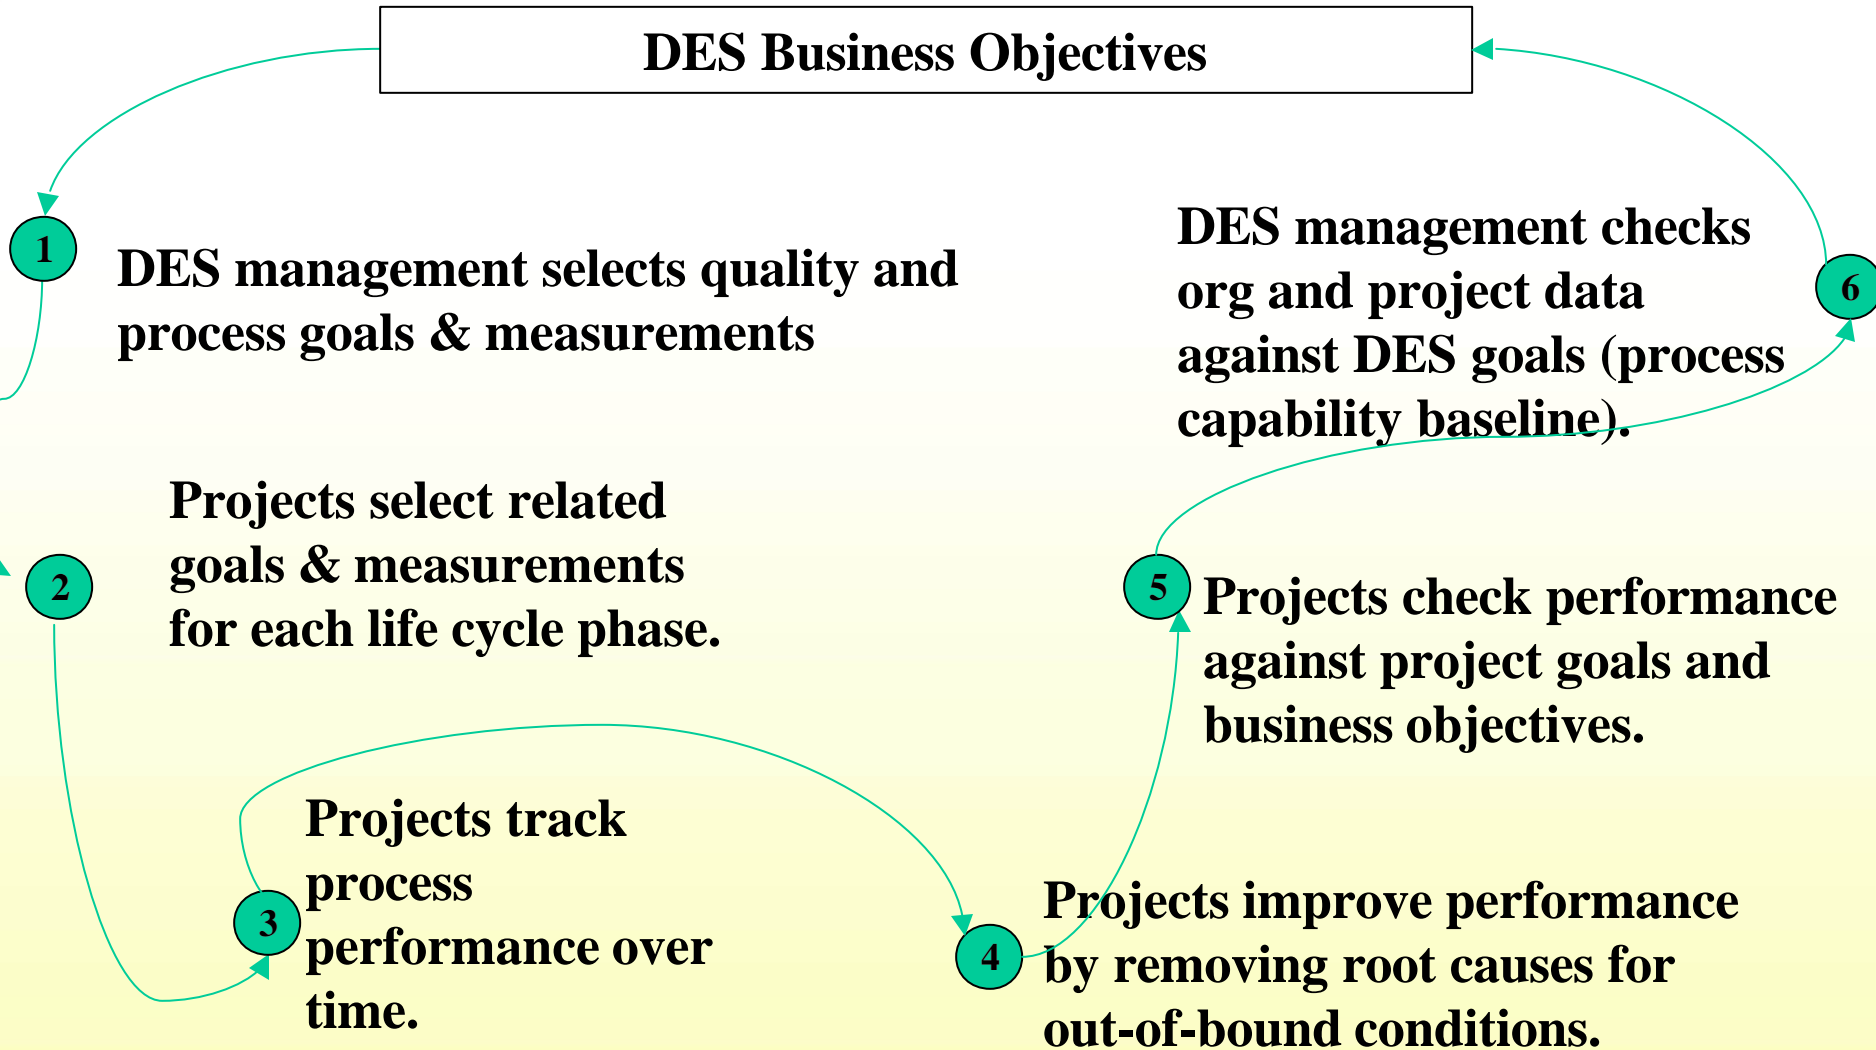 DES Business Objectives
1
DES management selects quality and
process goals & measurements
2
Projects select related
goals & measurements
for each life cycle phase.
3
Projects track
process
performance over
time.
4
Projects improve performance
by removing root causes for
out-of-bound conditions.
5
Projects check performance
against project goals and
business objectives.
6
DES management checks
org and project data
against DES goals (process
capability baseline).